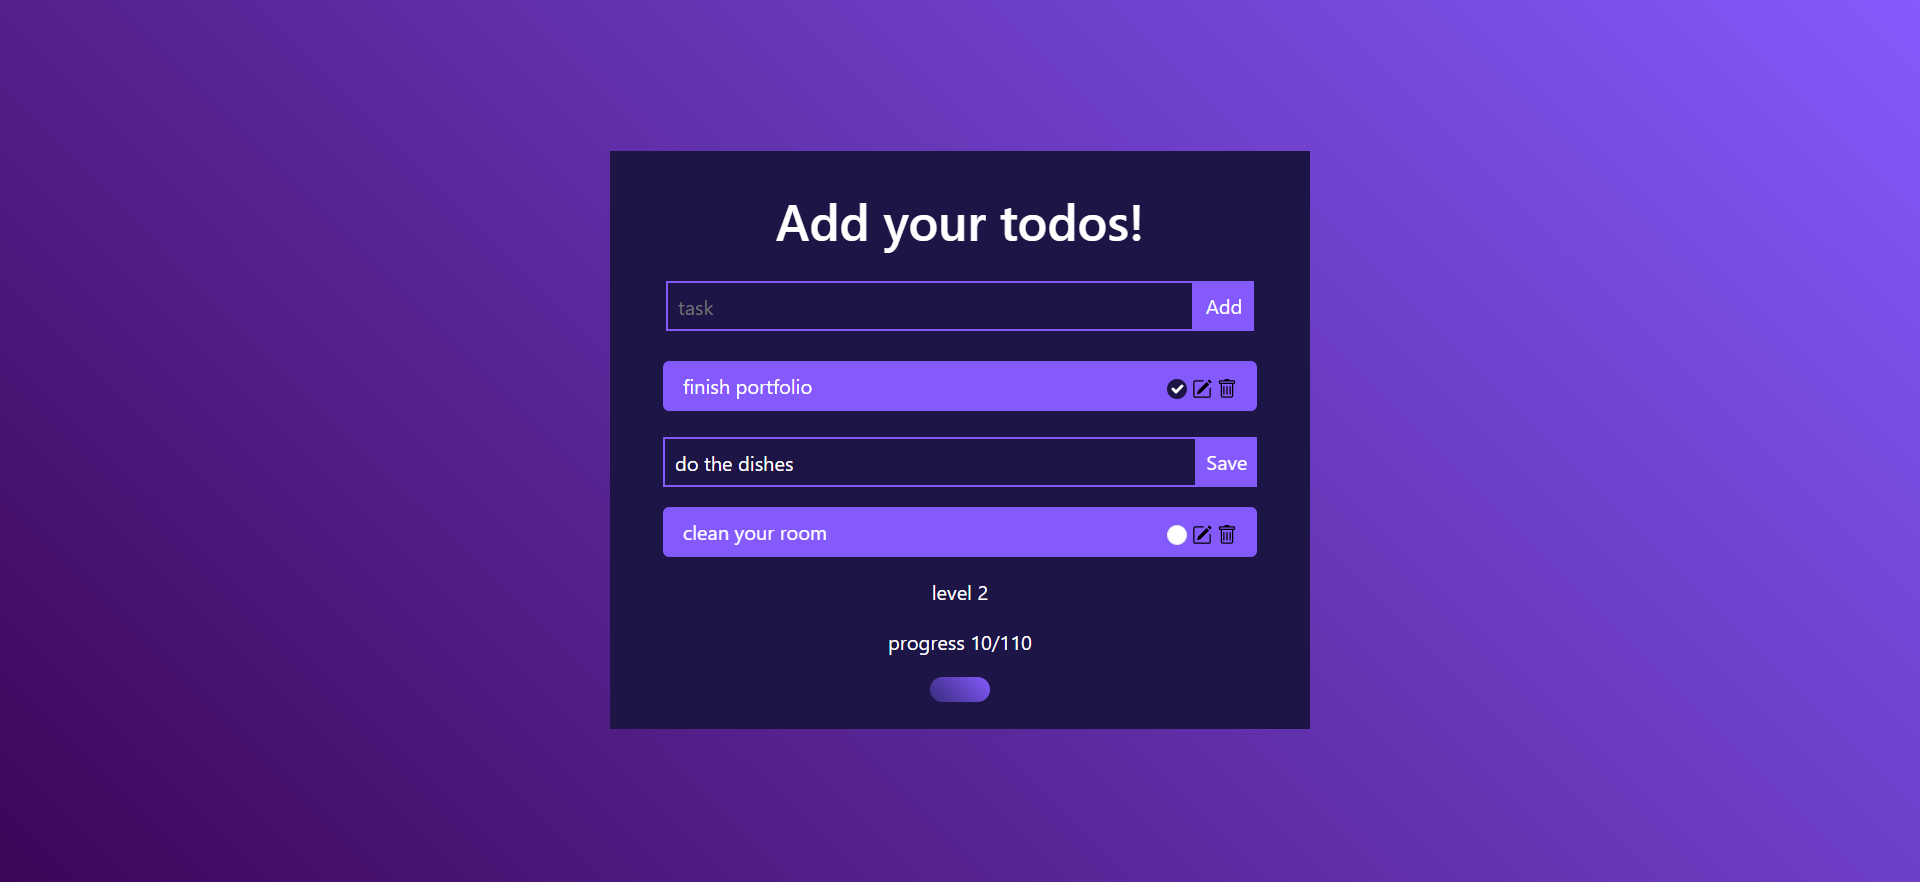 Add your todos!
task Add
finish portfolio
do the dishes Save
clean your room
level 2
progress 10/110